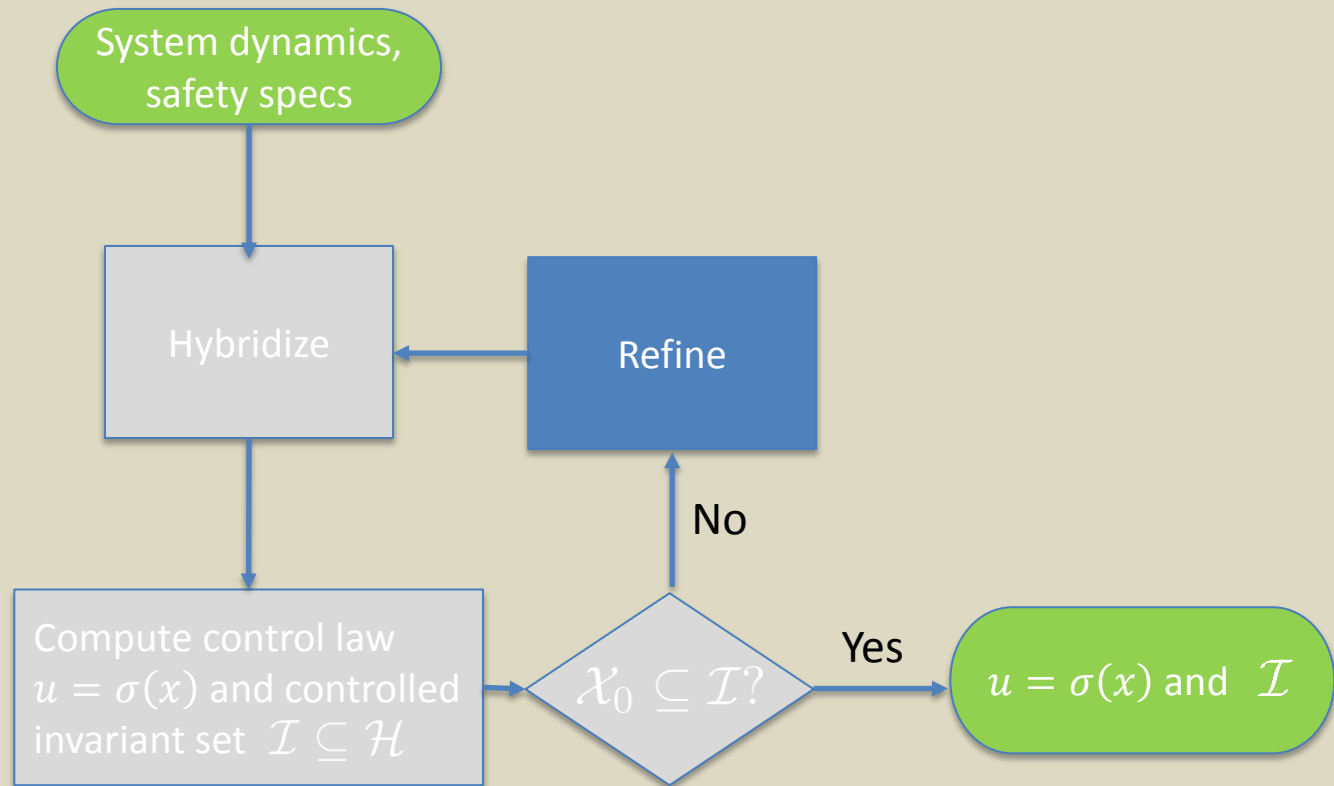 System dynamics,
safety specs
Hybridize
Refine
No
Compute control law
u = σ(x) and controlled
invariant set ℐ ⊆ ℋ
𝒳₀ ⊆ ℐ?
Yes
u = σ(x) and ℐ